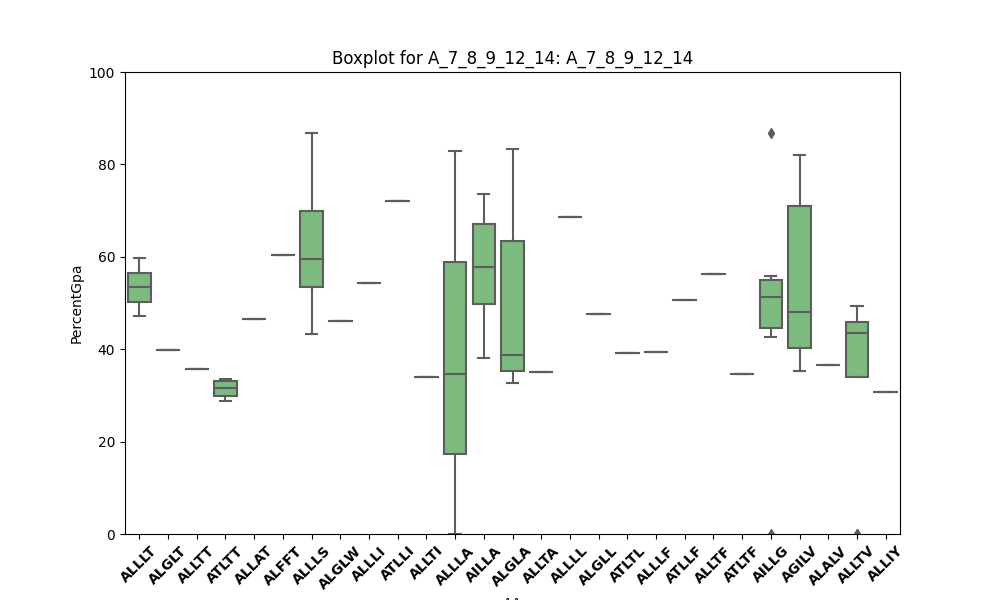 Boxplot for A_7_8_9_12_14: A_7_8_9_12_14
PercentGpa
100
80
60
40
20
0
ALLLT
ALGLT
ALLTT
ATLTT
ALLAT
ALFFT
ALLLS
ALGLW
ALLLI
ATLLI
ALLTI
ALLLA
AILLA
ALGLA
ALLTA
ALLLL
ALGLL
ATLTL
ALLLF
ATLLF
ALLTF
ATLTF
AILLG
AGILV
ALALV
ALLTV
ALLIY